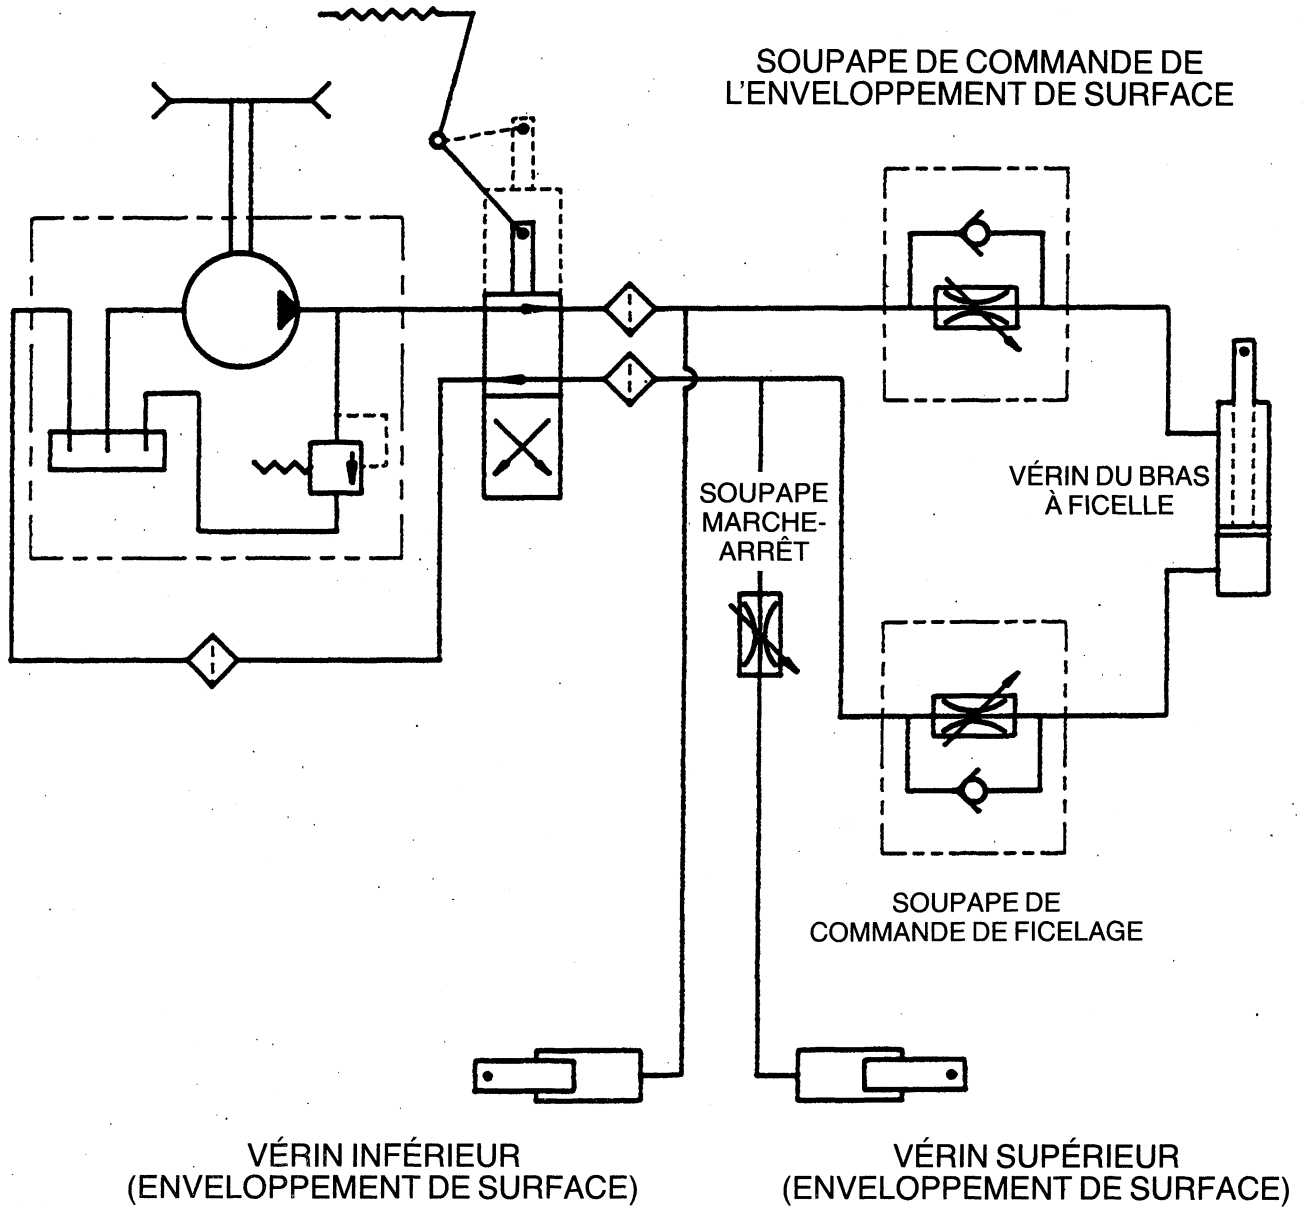 SOUPAPE DE COMMANDE DE
L'ENVELOPPEMENT DE SURFACE
VÉRIN DU BRAS
À FICELLE
SOUPAPE
MARCHE-
ARRÊT
SOUPAPE DE
COMMANDE DE FICELAGE
VÉRIN INFÉRIEUR
(ENVELOPPEMENT DE SURFACE)
VÉRIN SUPÉRIEUR
(ENVELOPPEMENT DE SURFACE)